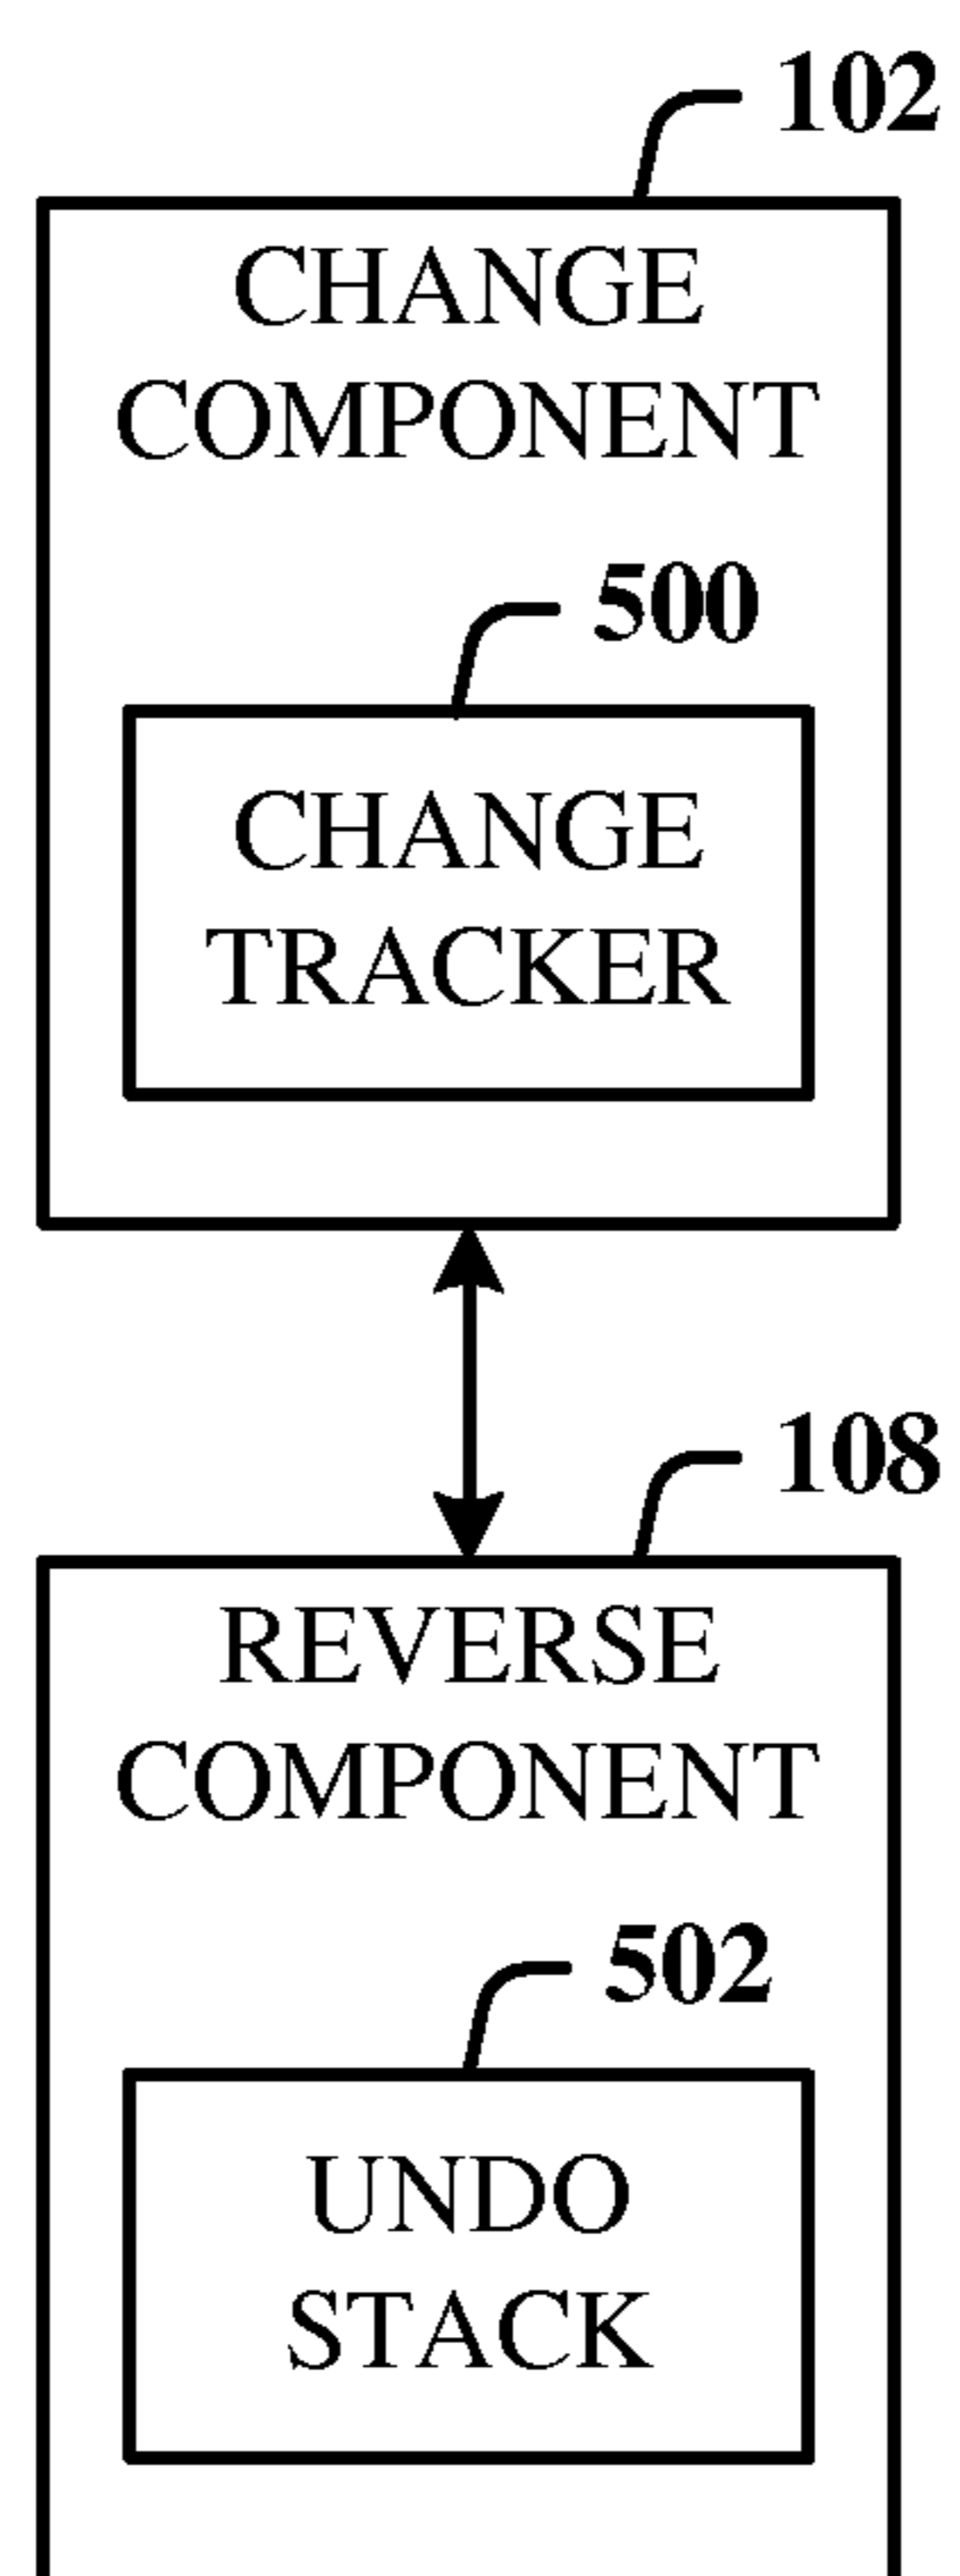 102
CHANGE
COMPONENT
500
CHANGE
TRACKER
108
REVERSE
COMPONENT
502
UNDO
STACK